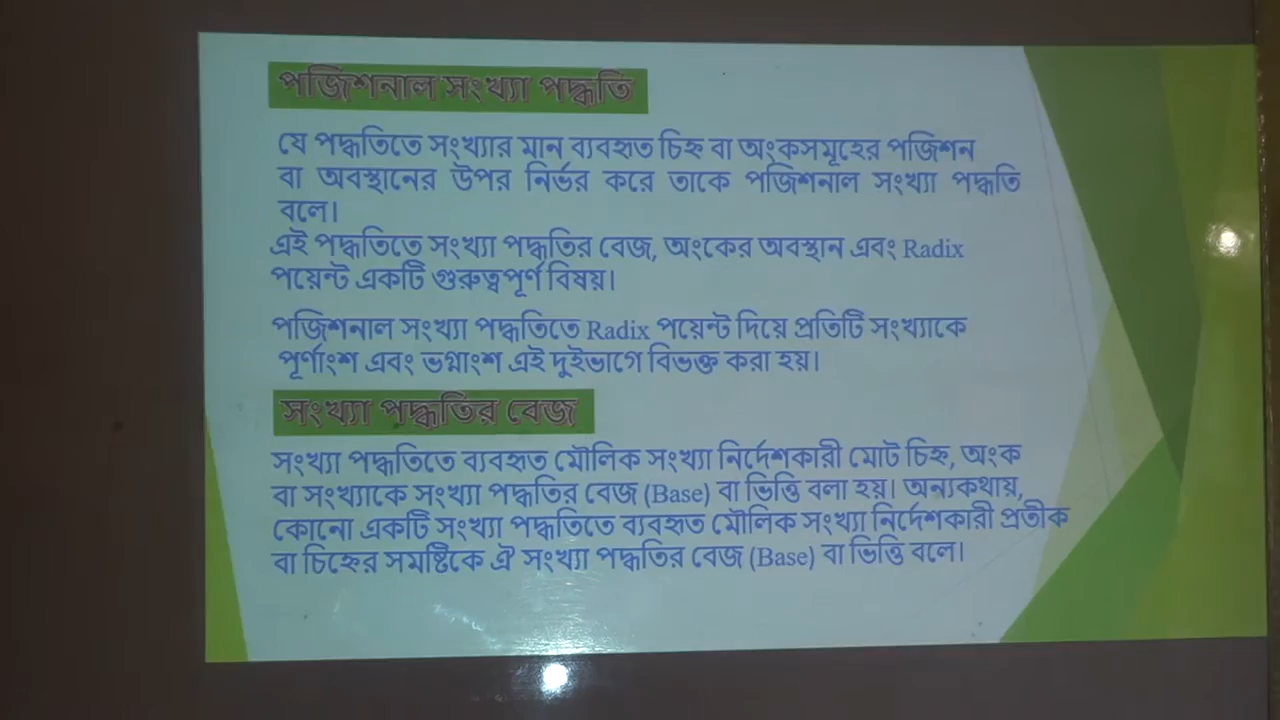 পজিশনাল সংখ্যা পদ্ধতি
যে পদ্ধতিতে সংখ্যার মান ব্যবহৃত চিহ্ন বা অংকসমূহের পজিশন
বা অবস্থানের উপর নির্ভর করে তাকে পজিশনাল সংখ্যা পদ্ধতি
বলে।
এই পদ্ধতিতে সংখ্যা পদ্ধতির বেজ, অংকের অবস্থান এবং Radix
পয়েন্ট একটি গুরুত্বপূর্ণ বিষয়।
পজিশনাল সংখ্যা পদ্ধতিতে Radix পয়েন্ট দিয়ে প্রতিটি সংখ্যাকে
পূর্ণাংশ এবং ভগ্নাংশ এই দুইভাগে বিভক্ত করা হয়।
সংখ্যা পদ্ধতির বেজ
সংখ্যা পদ্ধতিতে ব্যবহৃত মৌলিক সংখ্যা নির্দেশকারী মোট চিহ্ন, অংক
বা সংখ্যাকে সংখ্যা পদ্ধতির বেজ (Base) বা ভিত্তি বলা হয়। অন্যকথায়,
কোনো একটি সংখ্যা পদ্ধতিতে ব্যবহৃত মৌলিক সংখ্যা নির্দেশকারী প্রতীক
বা চিহ্নের সমষ্টিকে ঐ সংখ্যা পদ্ধতির বেজ (Base) বা ভিত্তি বলে।